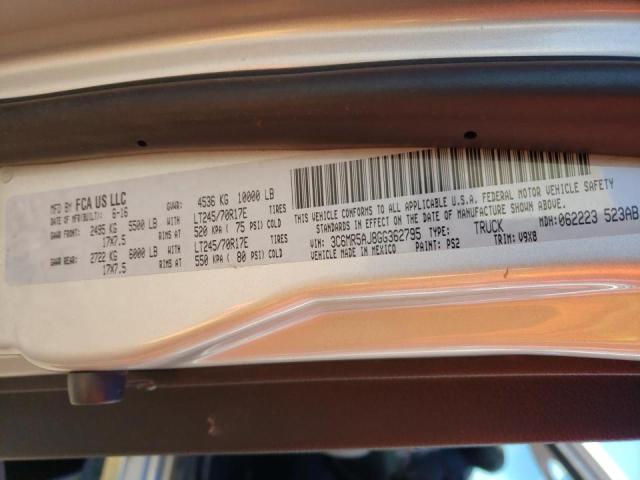 MFD BY FCA US LLC
DATE OF MFR/BUILT: 6-16
GVWR: 4536 KG 10000 LB
GAWR FRONT: 2495 KG 5500 LB WITH LT245/70R17E TIRES
17X7.5 RIMS AT 520 KPA ( 75 PSI) COLD
GAWR REAR: 2722 KG 6000 LB WITH LT245/70R17E TIRES
17X7.5 RIMS AT 550 KPA ( 80 PSI) COLD
THIS VEHICLE CONFORMS TO ALL APPLICABLE U.S.A. FEDERAL MOTOR VEHICLE SAFETY
STANDARDS IN EFFECT ON THE DATE OF MANUFACTURE SHOWN ABOVE.
VIN: 3C6MR5AJ8GG362795 TYPE: TRUCK MDH: 062223 523AB
VEHICLE MADE IN MEXICO PAINT: PS2 TRIM: V9X8